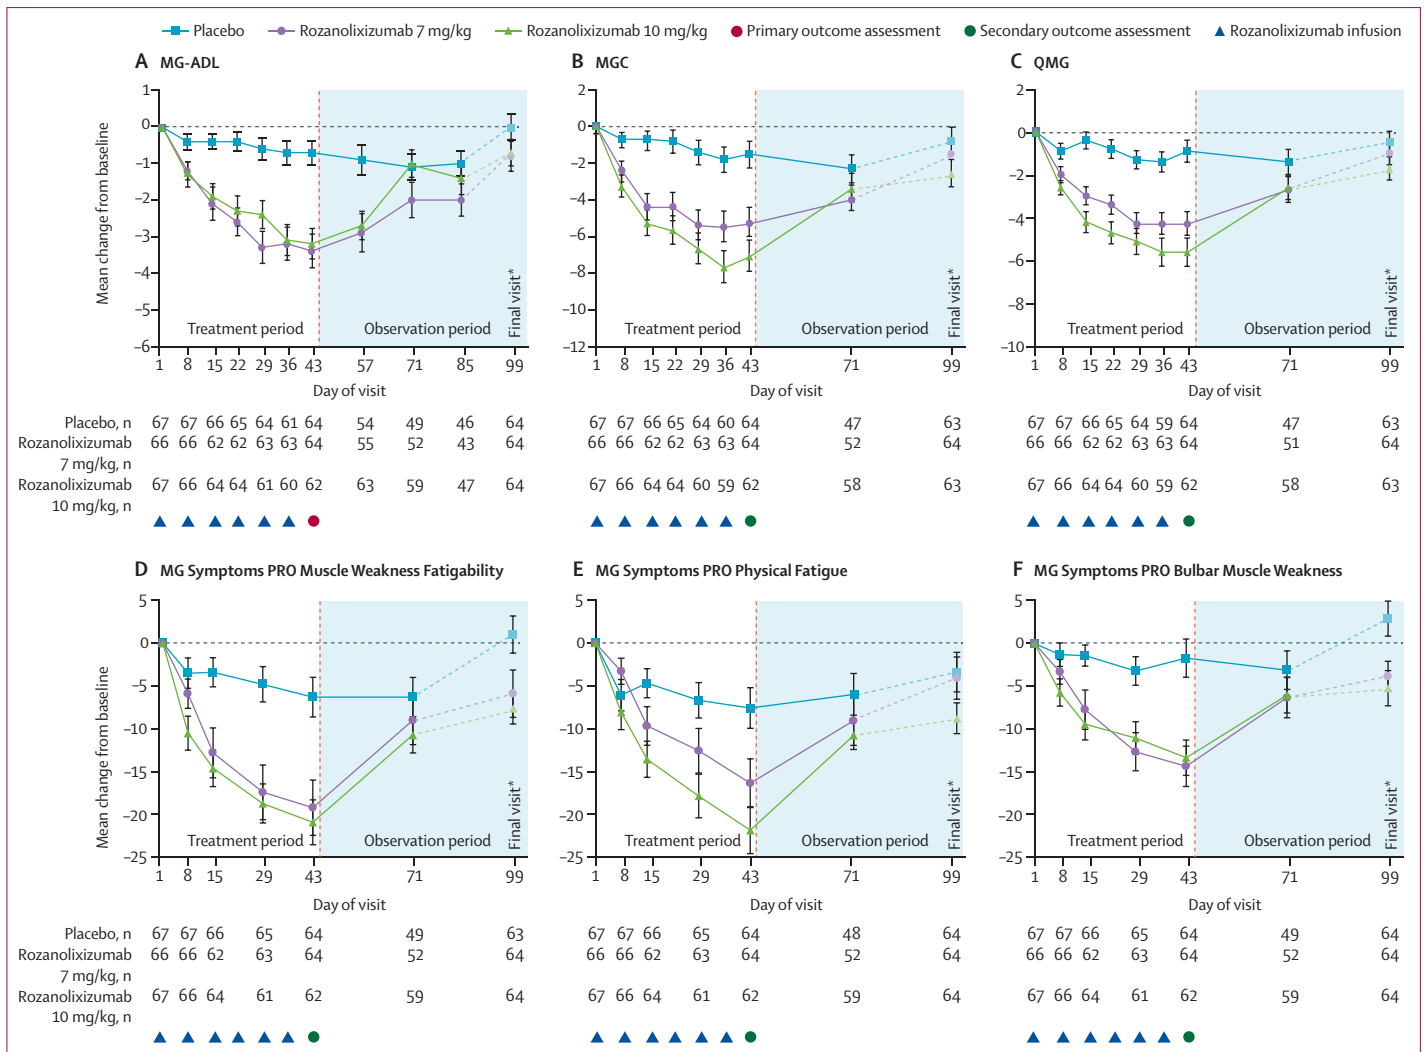 Placebo Rozanolixizumab 7 mg/kg Rozanolixizumab 10 mg/kg Primary outcome assessment Secondary outcome assessment Rozanolixizumab infusion
A MG-ADL
Mean change from baseline
1
0
−1
−2
−3
−4
−5
−6
Treatment period
Observation period
Final visit*
1 8 15 22 29 36 43 57 71 85 99
Day of visit
Placebo, n 67 67 66 65 64 61 64 54 49 46 64
Rozanolixizumab 66 66 62 62 63 63 64 55 52 43 64
7 mg/kg, n
Rozanolixizumab 67 66 64 64 61 60 62 63 59 47 64
10 mg/kg, n
B MGC
2
0
−2
−4
−6
−8
−10
−12
Treatment period
Observation period
Final visit*
1 8 15 22 29 36 43 71 99
Day of visit
67 67 66 65 64 60 64 47 63
66 66 62 62 63 63 64 52 64
67 66 64 64 60 59 62 58 63
C QMG
2
0
−2
−4
−6
−8
−10
Treatment period
Observation period
Final visit*
1 8 15 22 29 36 43 71 99
Day of visit
67 67 66 65 64 59 64 47 63
66 66 62 62 63 63 64 51 64
67 66 64 64 60 59 62 58 63
D MG Symptoms PRO Muscle Weakness Fatigability
Mean change from baseline
5
0
−5
−10
−15
−20
−25
Treatment period
Observation period
Final visit*
1 8 15 29 43 71 99
Day of visit
Placebo, n 67 67 66 65 64 49 63
Rozanolixizumab 66 66 62 63 64 52 64
7 mg/kg, n
Rozanolixizumab 67 66 64 61 62 59 64
10 mg/kg, n
E MG Symptoms PRO Physical Fatigue
5
0
−5
−10
−15
−20
−25
Treatment period
Observation period
Final visit*
1 8 15 29 43 71 99
Day of visit
67 67 66 65 64 48 64
66 66 62 63 64 52 64
67 66 64 61 62 59 64
F MG Symptoms PRO Bulbar Muscle Weakness
5
0
−5
−10
−15
−20
−25
Treatment period
Observation period
Final visit*
1 8 15 29 43 71 99
Day of visit
67 67 66 65 64 49 64
66 66 62 63 64 52 64
67 66 64 61 62 59 64